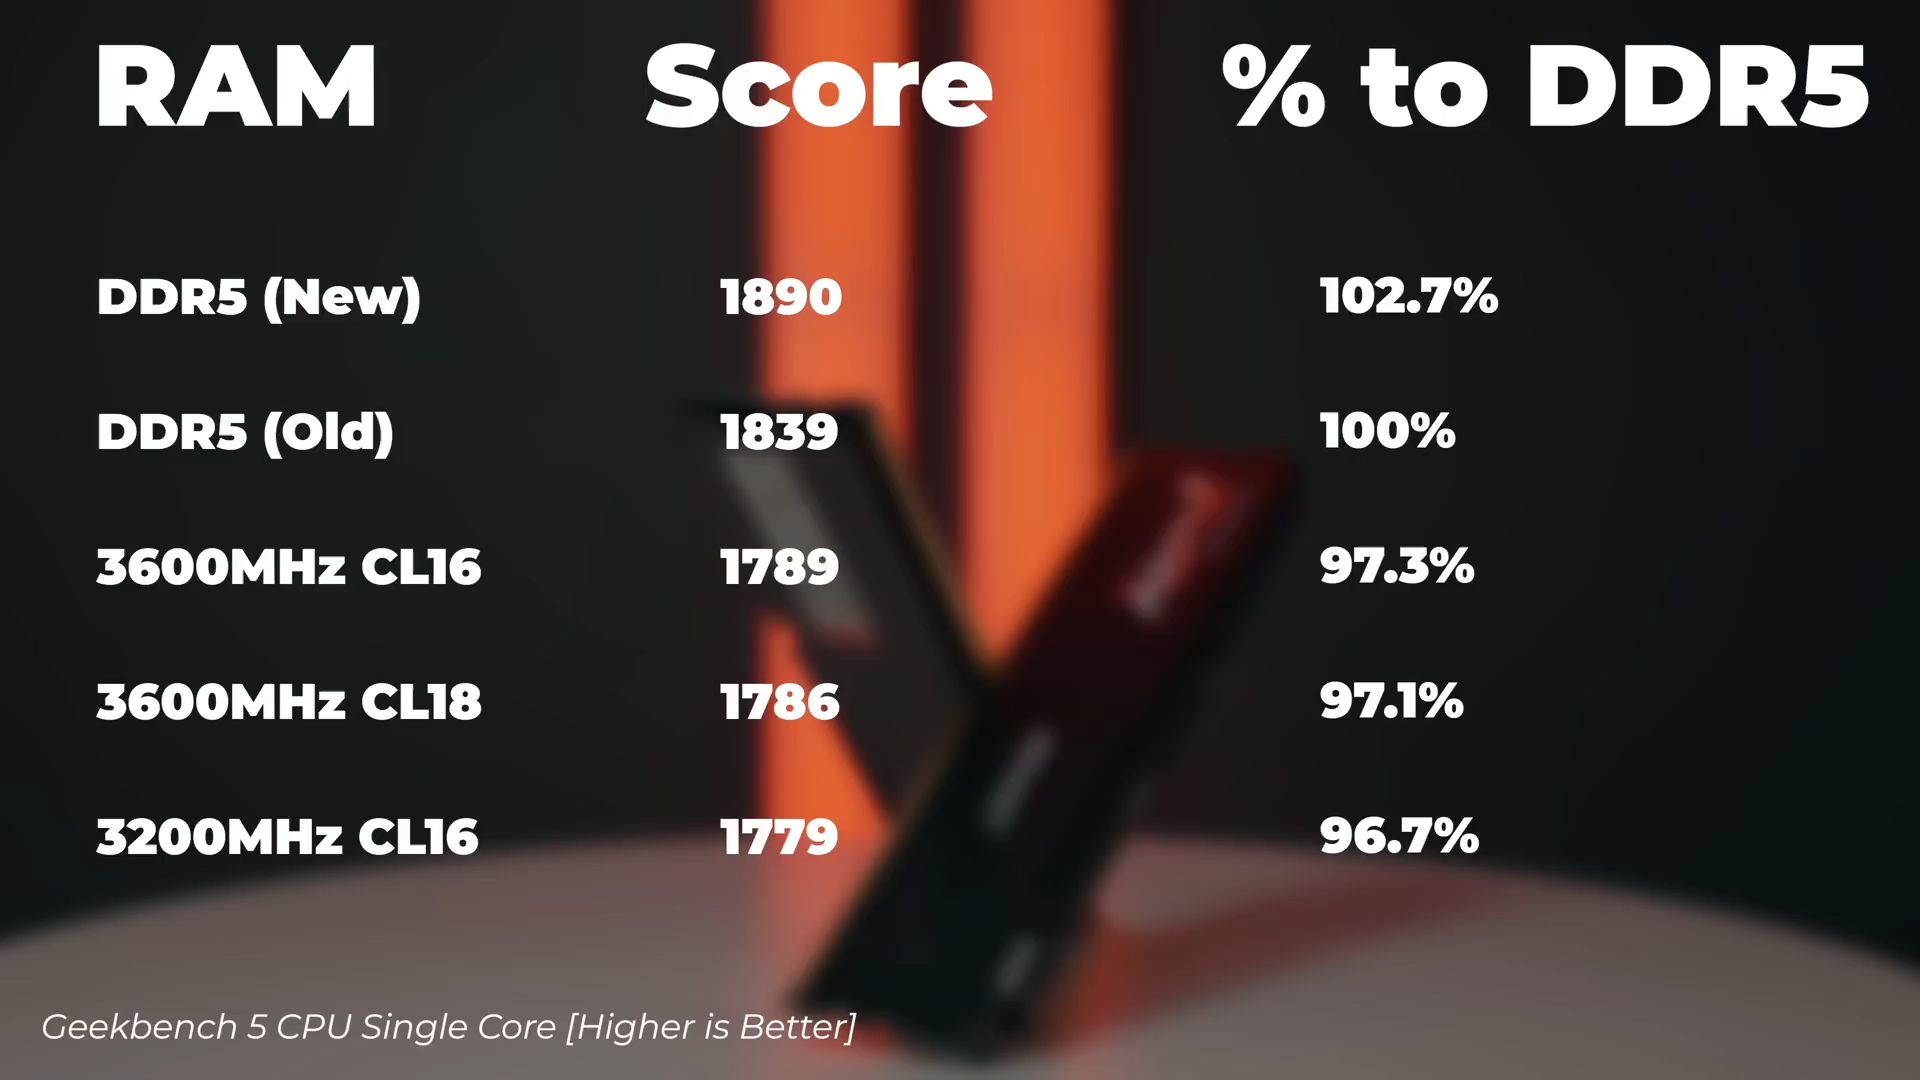 RAM Score % to DDR5
DDR5 (New) 1890 102.7%
DDR5 (Old) 1839 100%
3600MHz CL16 1789 97.3%
3600MHz CL18 1786 97.1%
3200MHz CL16 1779 96.7%
Geekbench 5 CPU Single Core [Higher is Better]